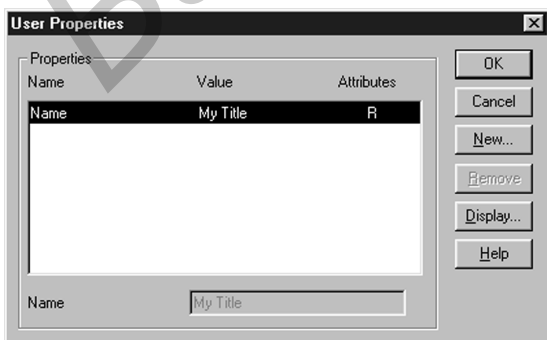 User Properties
Properties
Name Value Attributes
Name My Title R
Name My Title
OK
Cancel
New...
Remove
Display...
Help